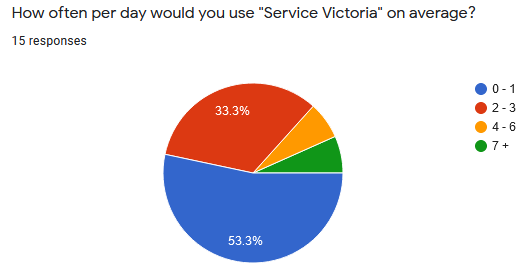 How often per day would you use "Service Victoria" on average?
15 responses
33.3%
53.3%
0 - 1
2 - 3
4 - 6
7 +